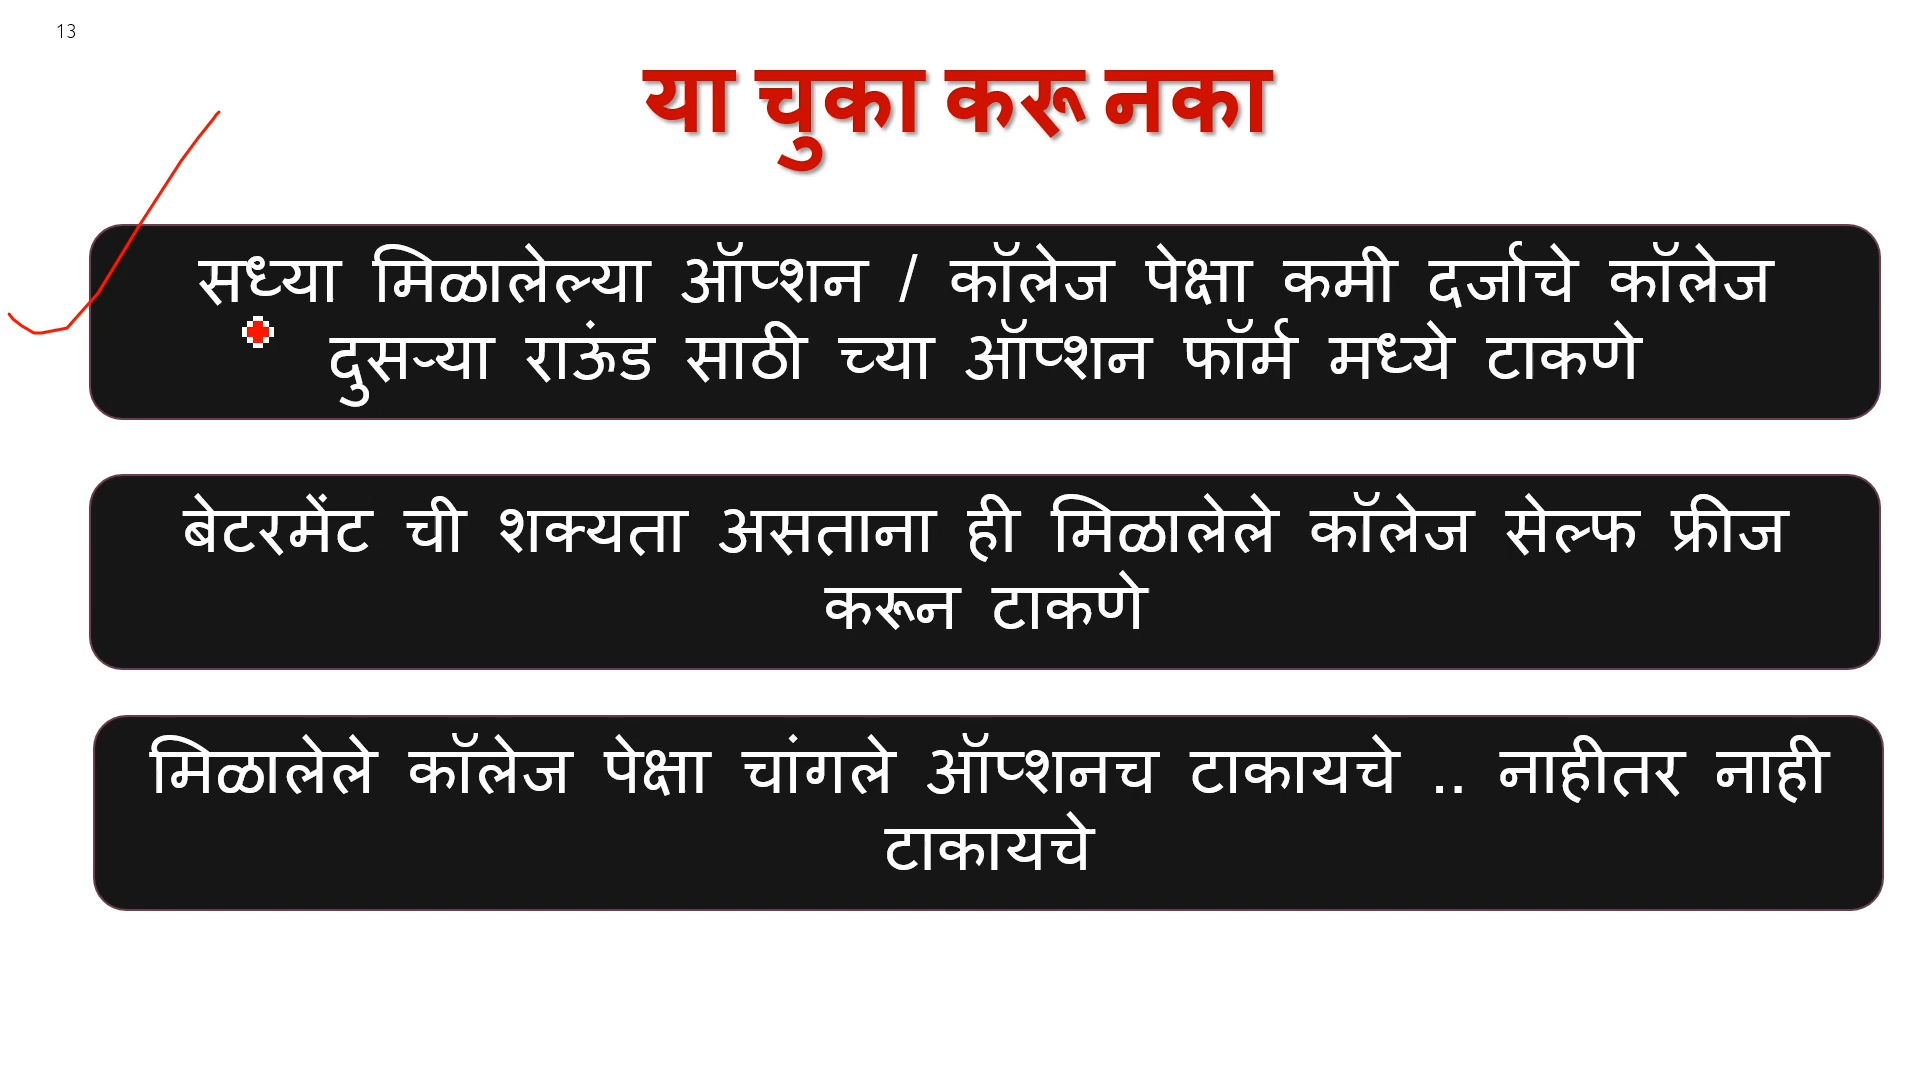 13
या चुका करू नका
सध्या मिळालेल्या ऑप्शन / कॉलेज पेक्षा कमी दर्जाचे कॉलेज
दुसऱ्या राऊंड साठी च्या ऑप्शन फॉर्म मध्ये टाकणे
बेटरमेंट ची शक्यता असताना ही मिळालेले कॉलेज सेल्फ फ्रीज
करून टाकणे
मिळालेले कॉलेज पेक्षा चांगले ऑप्शनच टाकायचे .. नाहीतर नाही
टाकायचे